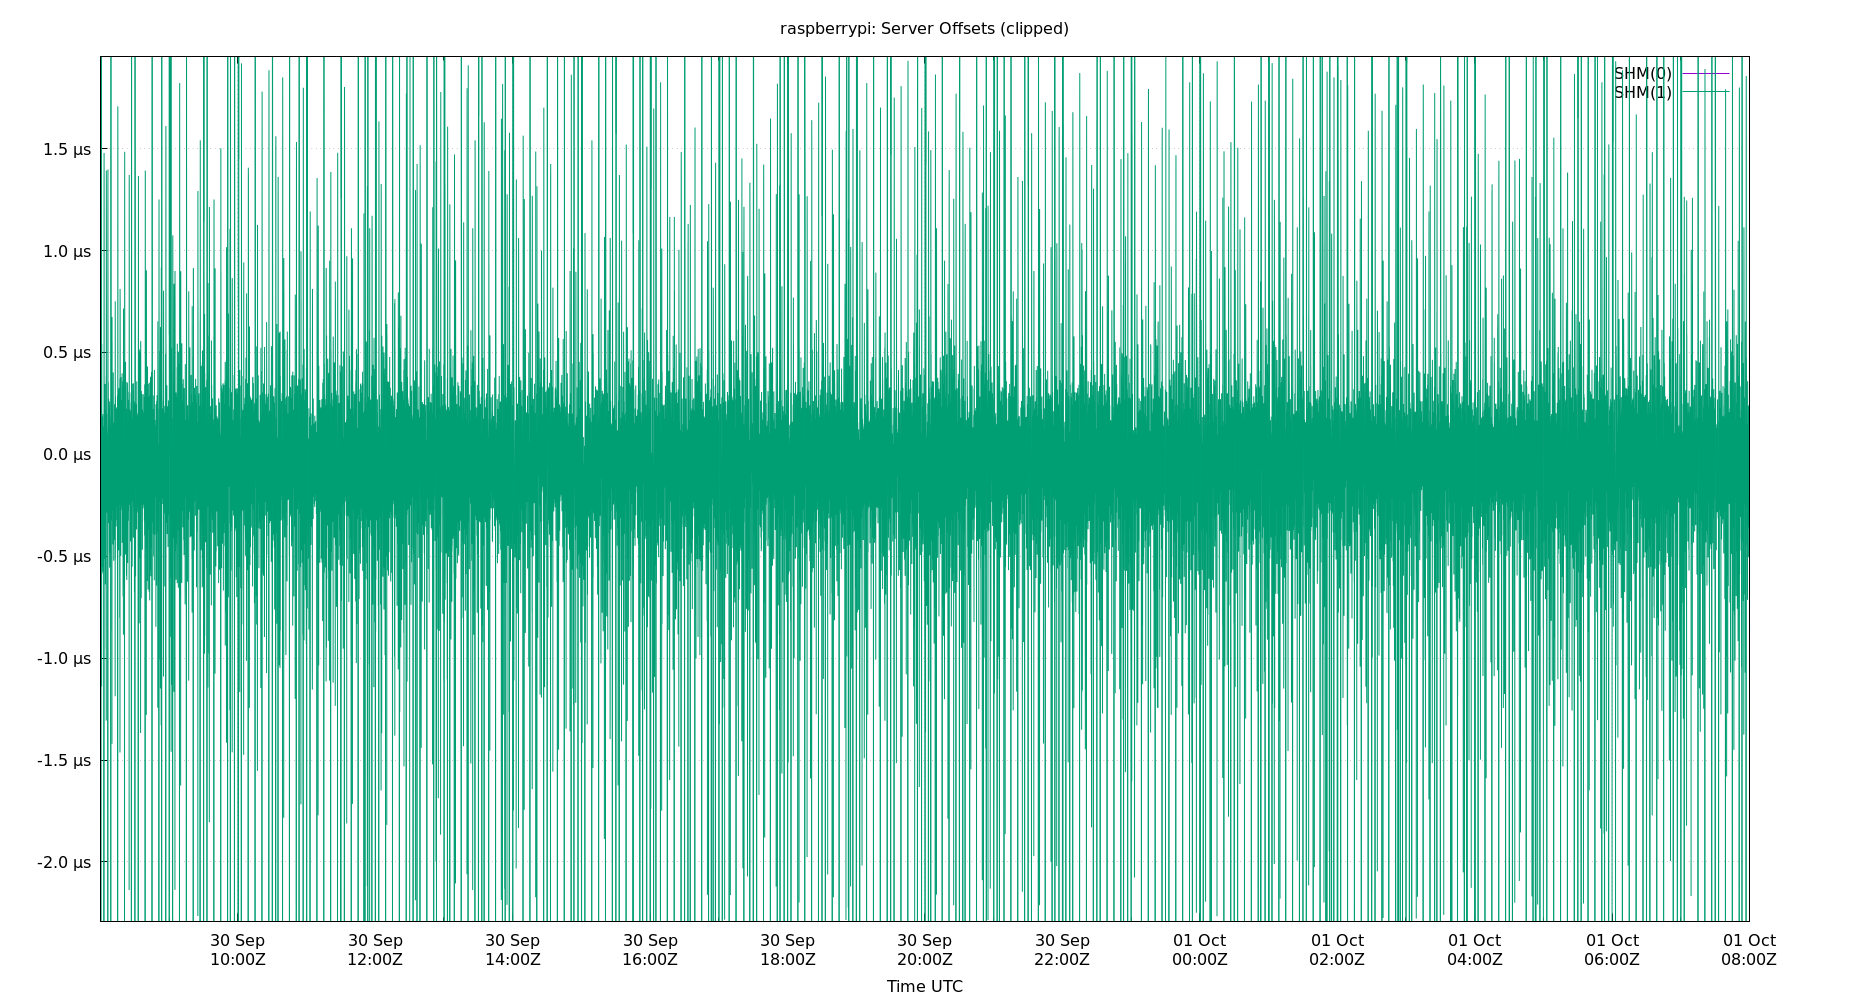 raspberrypi: Server Offsets (clipped)
SHM(0)
SHM(1)
1.5 µs
1.0 µs
0.5 µs
0.0 µs
-0.5 µs
-1.0 µs
-1.5 µs
-2.0 µs
30 Sep 30 Sep 30 Sep 30 Sep 30 Sep 30 Sep 30 Sep 01 Oct 01 Oct 01 Oct 01 Oct 01 Oct
10:00Z 12:00Z 14:00Z 16:00Z 18:00Z 20:00Z 22:00Z 00:00Z 02:00Z 04:00Z 06:00Z 08:00Z
Time UTC